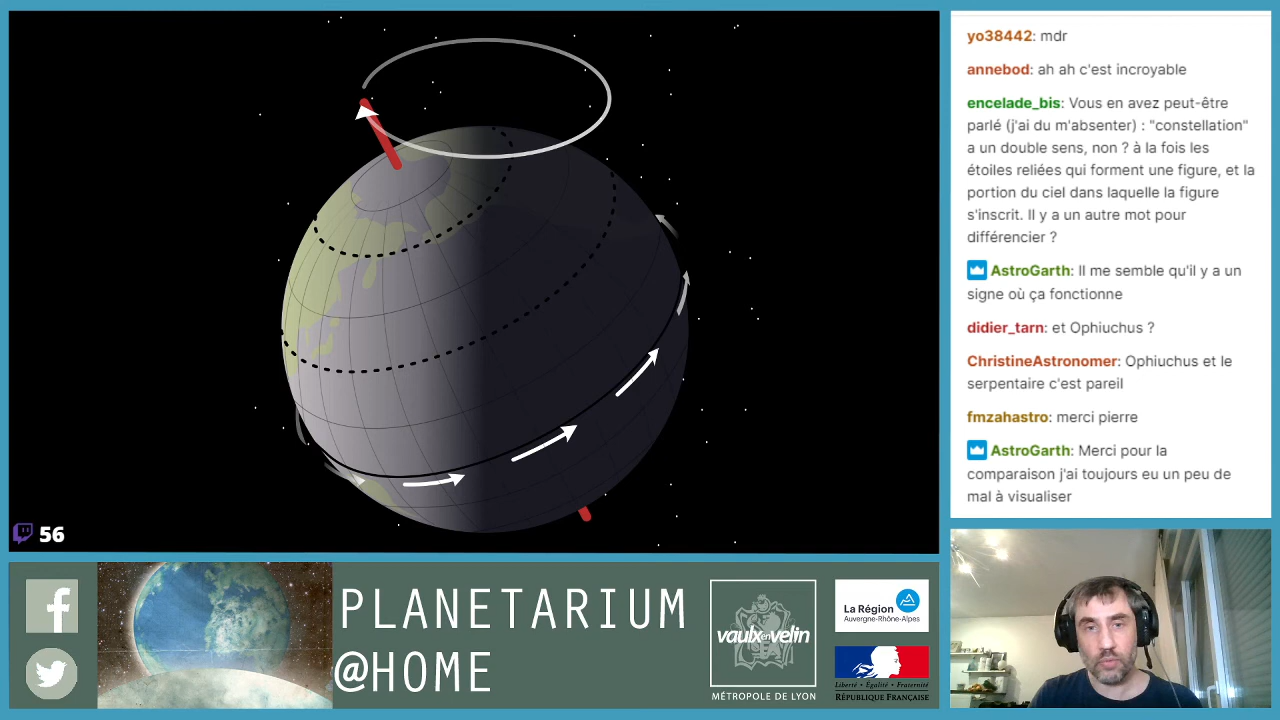 yo38442: mdr
annebod: ah ah c'est incroyable
encelade_bis: Vous en avez peut-être
parlé (j'ai du m'absenter) : "constellation"
a un double sens, non ? à la fois les
étoiles reliées qui forment une figure, et la
portion du ciel dans laquelle la figure
s'inscrit. Il y a un autre mot pour
différencier ?
AstroGarth: Il me semble qu'il y a un
signe où ça fonctionne
didier_tarn: et Ophiuchus ?
ChristineAstronomer: Ophiuchus et le
serpentaire c'est pareil
fmzahastro: merci pierre
AstroGarth: Merci pour la
comparaison j'ai toujours eu un peu de
mal à visualiser
56
PLANETARIUM
@HOME
vaulx en velin
MÉTROPOLE DE LYON
La Région
Auvergne-Rhône-Alpes
Liberté • Égalité • Fraternité
RÉPUBLIQUE FRANÇAISE